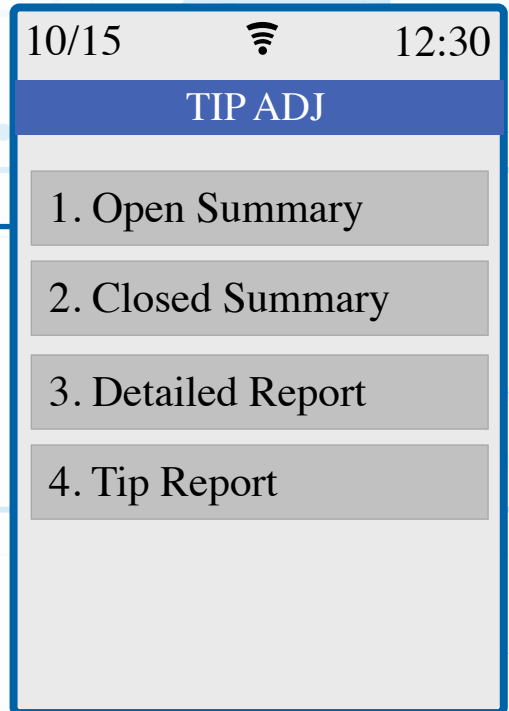 10/15 12:30
TIP ADJ
1. Open Summary
2. Closed Summary
3. Detailed Report
4. Tip Report